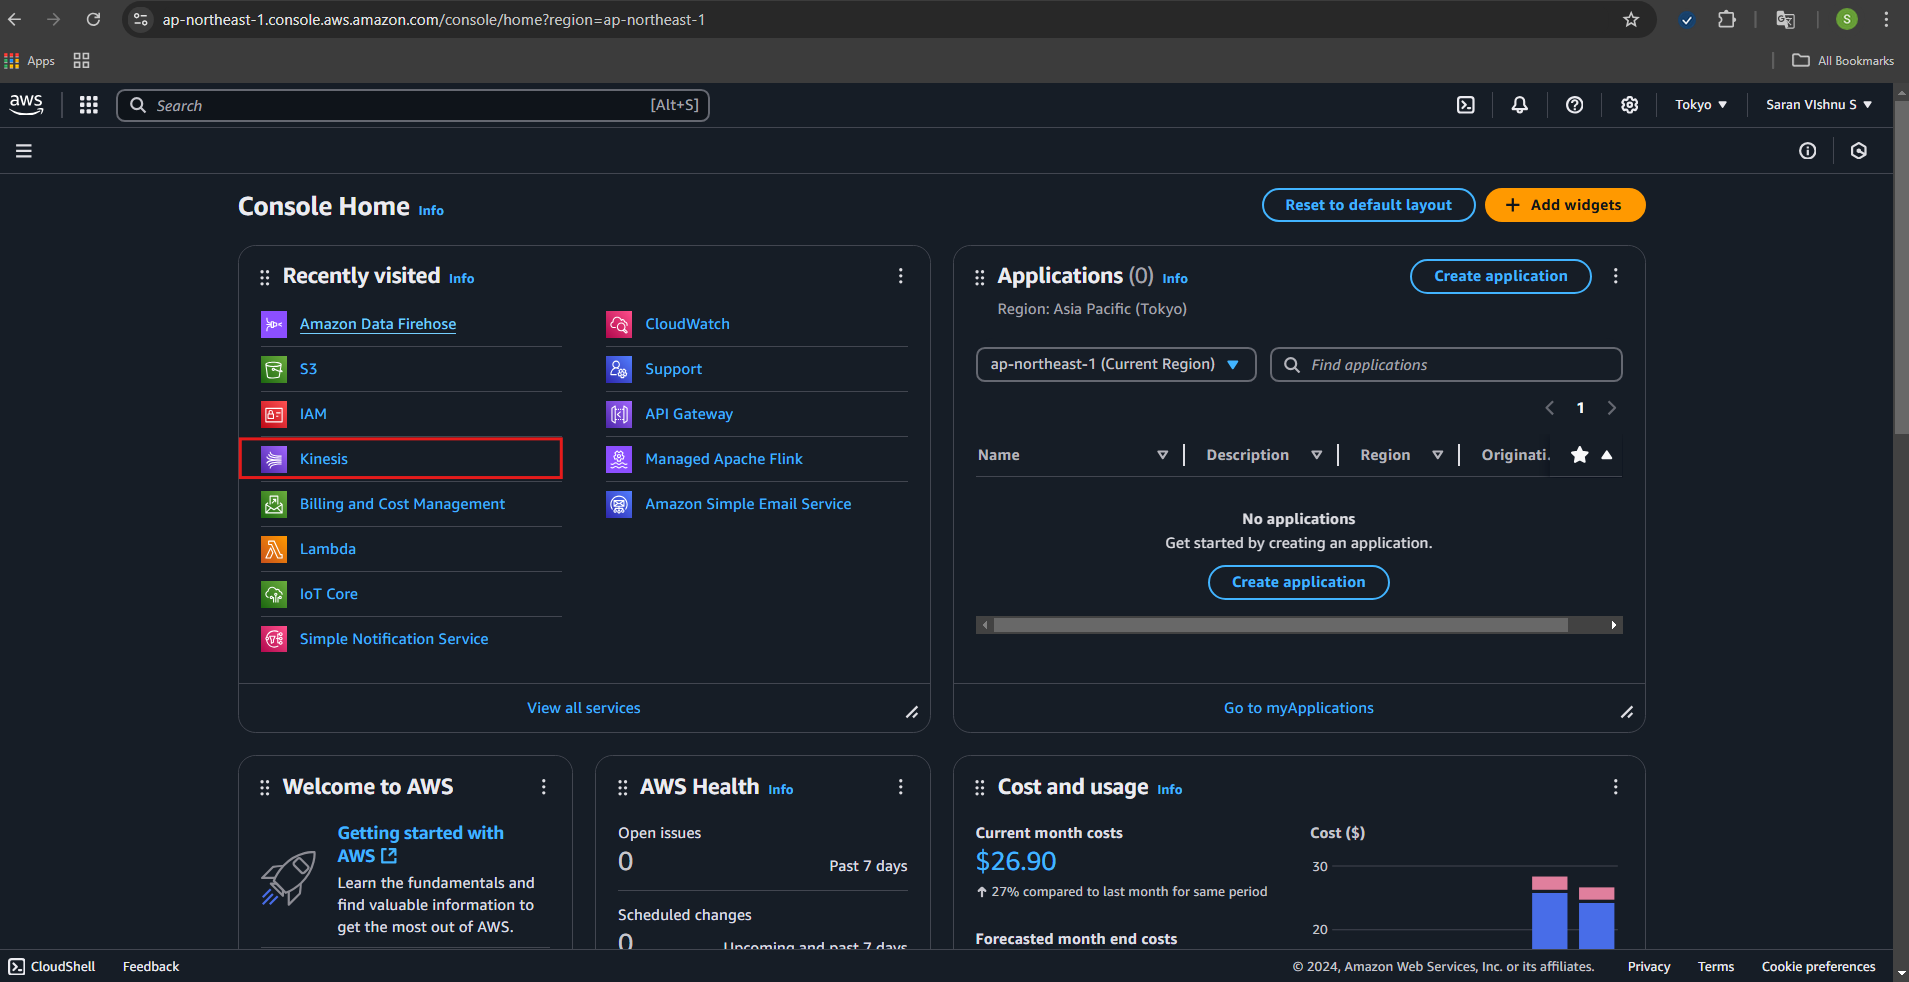 ap-northeast-1.console.aws.amazon.com/console/home?region=ap-northeast-1
S
Apps
All Bookmarks
aws
Search
[Alt+S]
Tokyo
Saran VIshnu S
Console Home Info
Reset to default layout
Add widgets
Recently visited Info
Amazon Data Firehose
S3
IAM
Kinesis
Billing and Cost Management
Lambda
IoT Core
Simple Notification Service
CloudWatch
Support
API Gateway
Managed Apache Flink
Amazon Simple Email Service
View all services
Applications (0) Info
Create application
Region: Asia Pacific (Tokyo)
ap-northeast-1 (Current Region)
Find applications
1
Name
Description
Region
Originati.
No applications
Get started by creating an application.
Create application
Go to myApplications
Welcome to AWS
Getting started with
AWS
Learn the fundamentals and
find valuable information to
get the most out of AWS.
AWS Health Info
Open issues
0
Past 7 days
Scheduled changes
0
Upcoming and past 7 days
Cost and usage Info
Current month costs
$26.90
27% compared to last month for same period
Forecasted month end costs
Cost ($)
30
20
CloudShell
Feedback
© 2024, Amazon Web Services, Inc. or its affiliates.
Privacy
Terms
Cookie preferences